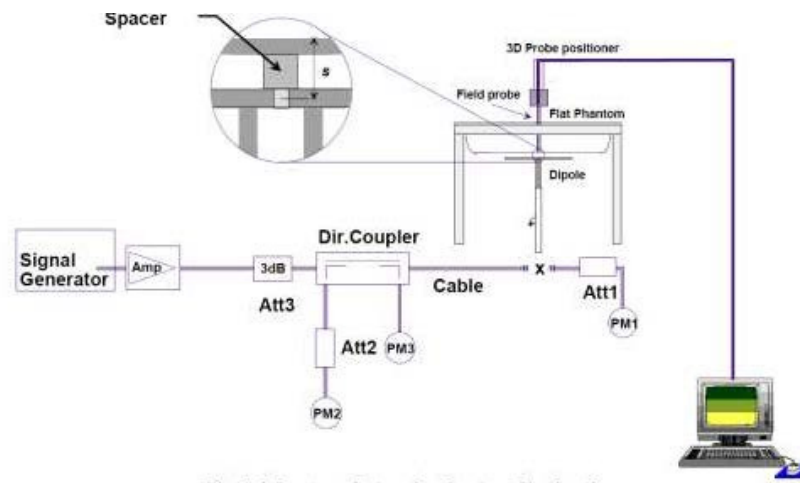 Spacer
s
3D Probe positioner
Field probe
Flat Phantom
Dipole
Signal
Generator
Amp
3dB
Att3
Dir.Coupler
Cable
x
Att1
PM1
Att2
PM3
PM2